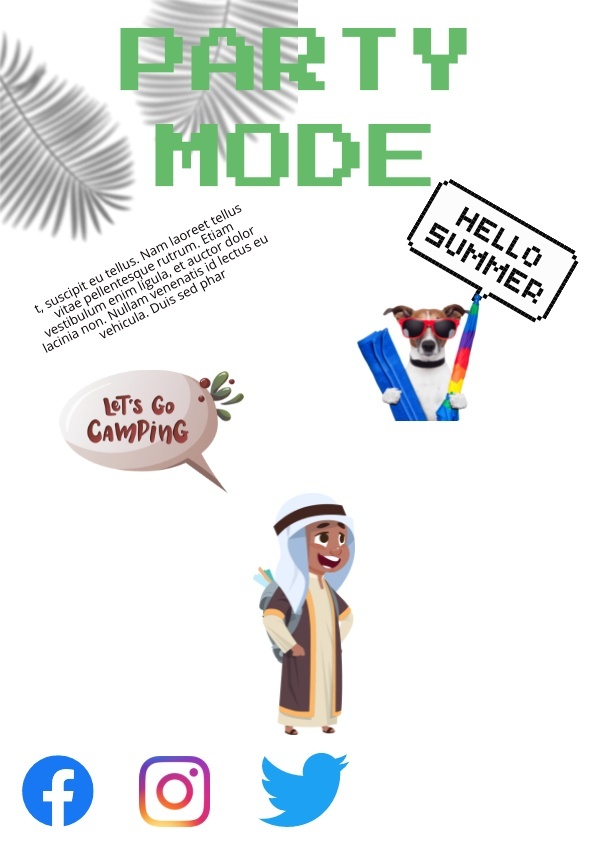 PARTY
MODE
HELLO
SUMMER
t, suscipit eu tellus. Nam laoreet tellus
vitae pellentesque rutrum. Etiam
vestibulum enim ligula, et auctor dolor
lacinia non. Nullam venenatis id lectus eu
vehicula. Duis sed phar
LeT's Go
CAMPiNG